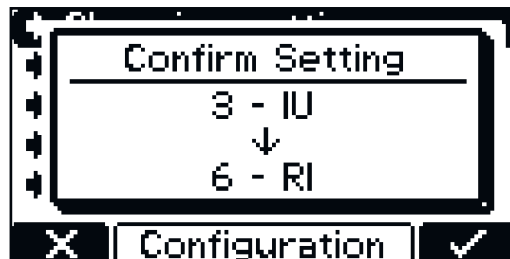 Confirm Setting
3 - IU
↓
6 - RI
Configuration